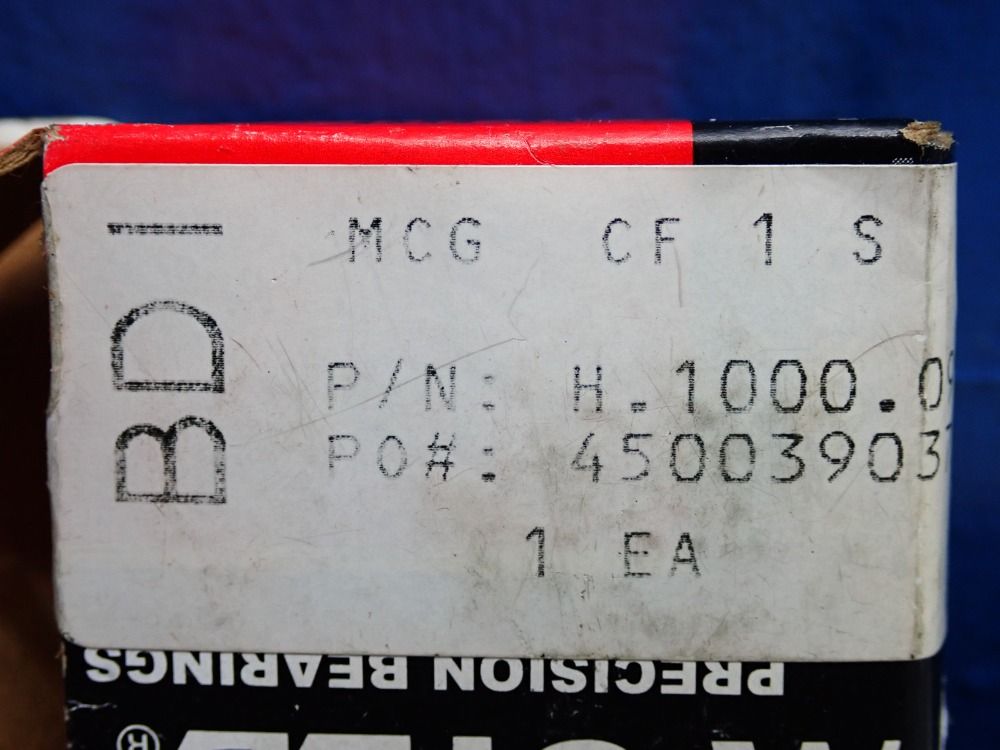 BDI
MCG CF 1 S
P/N: H.1000.0
PO#: 45003903
1 EA
PRECISION BEARINGS
®